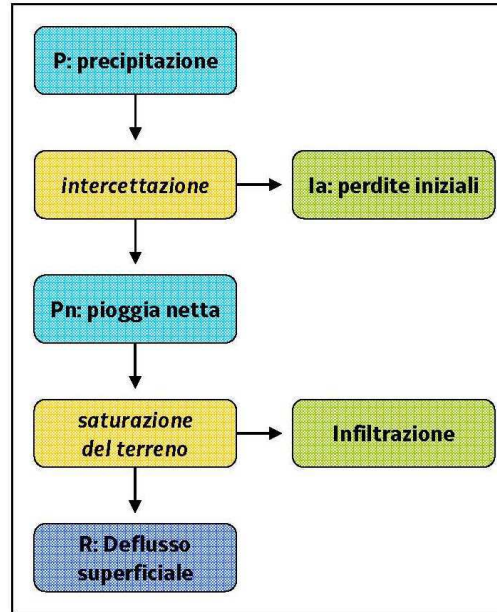 P: precipitazione
intercettazione
Ia: perdite iniziali
Pn: pioggia netta
saturazione
del terreno
Infiltrazione
R: Deflusso
superficiale